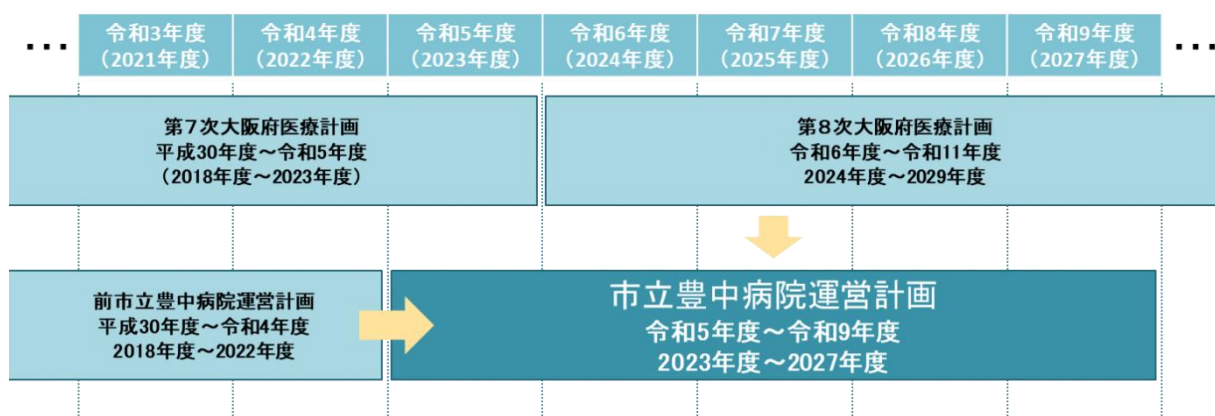 ...
令和3年度
(2021年度)
令和4年度
(2022年度)
令和5年度
(2023年度)
令和6年度
(2024年度)
令和7年度
(2025年度)
令和8年度
(2026年度)
令和9年度
(2027年度)
...
第7次大阪府医療計画
平成30年度～令和5年度
(2018年度～2023年度)
第8次大阪府医療計画
令和6年度～令和11年度
2024年度～2029年度
前市立豊中病院運営計画
平成30年度～令和4年度
2018年度～2022年度
市立豊中病院運営計画
令和5年度～令和9年度
2023年度～2027年度